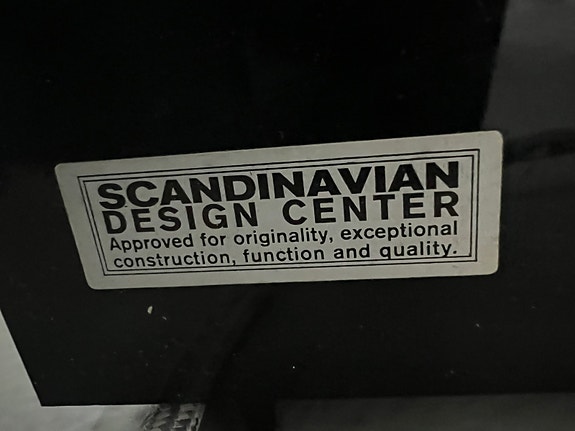 SCANDINAVIAN
DESIGN CENTER
Approved for originality, exceptional
construction, function and quality.